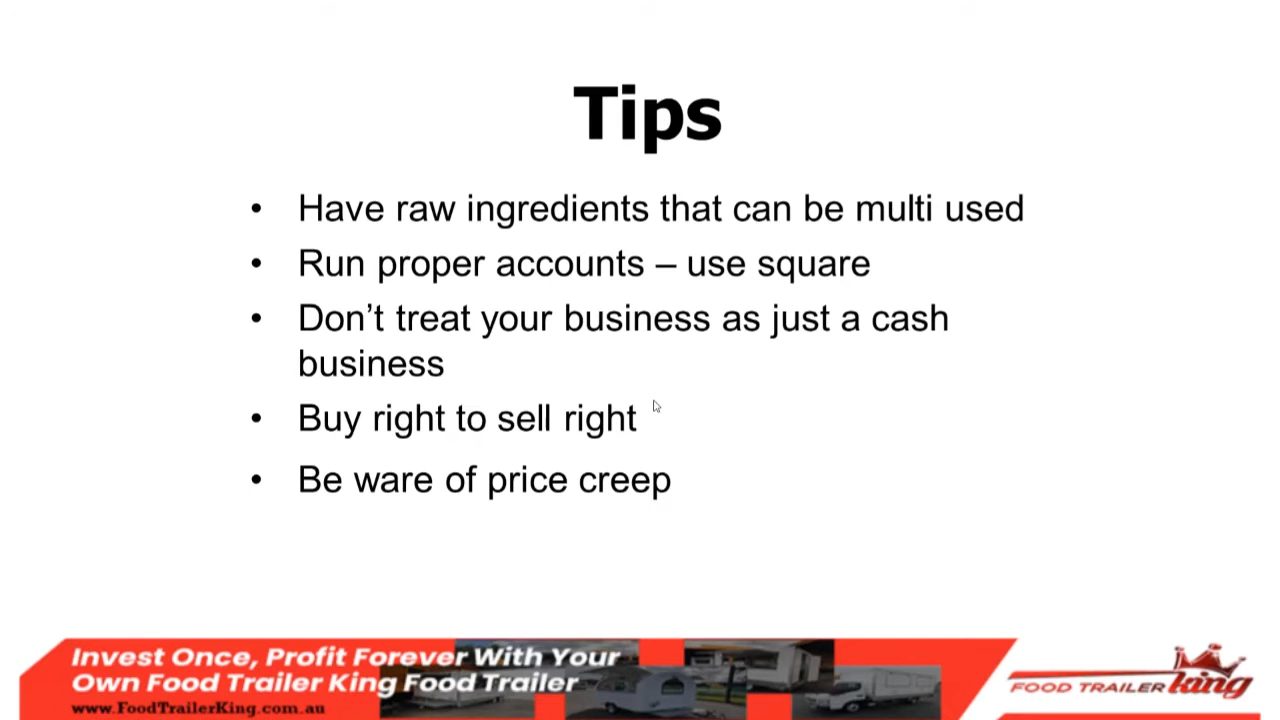 Tips
• Have raw ingredients that can be multi used
• Run proper accounts – use square
• Don’t treat your business as just a cash
business
• Buy right to sell right
• Be ware of price creep
Invest Once, Profit Forever With Your
Own Food Trailer King Food Trailer
www.FoodTrailerKing.com.au
FOOD TRAILER king